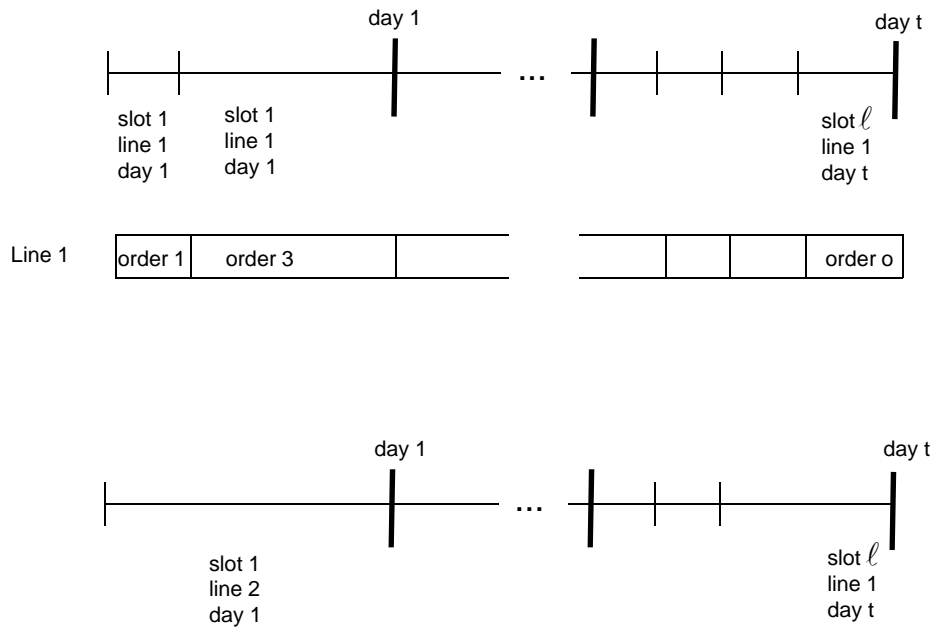 day 1
day t
...
slot 1
line 1
day 1
slot 1
line 1
day 1
slot ℓ
line 1
day t
Line 1
order 1
order 3
order o
day 1
day t
...
slot 1
line 2
day 1
slot ℓ
line 1
day t